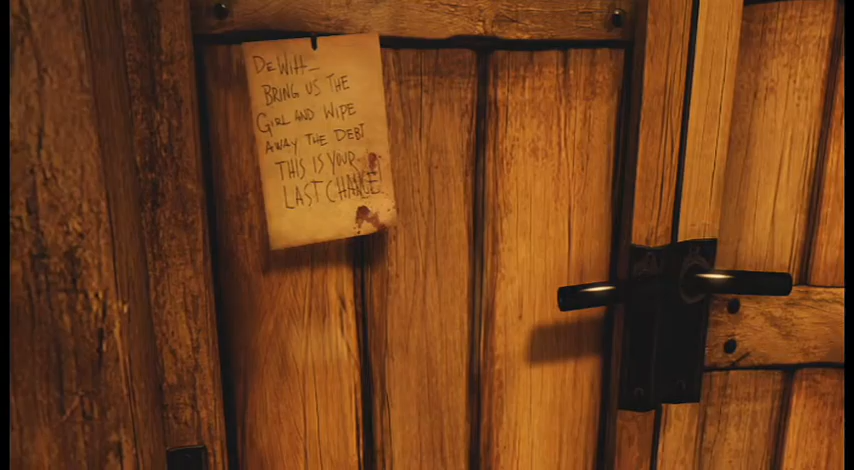 DEWITT—
BRING US THE
GIRL AND WIPE
AWAY THE DEBT
THIS IS YOUR
LAST CHANCE!